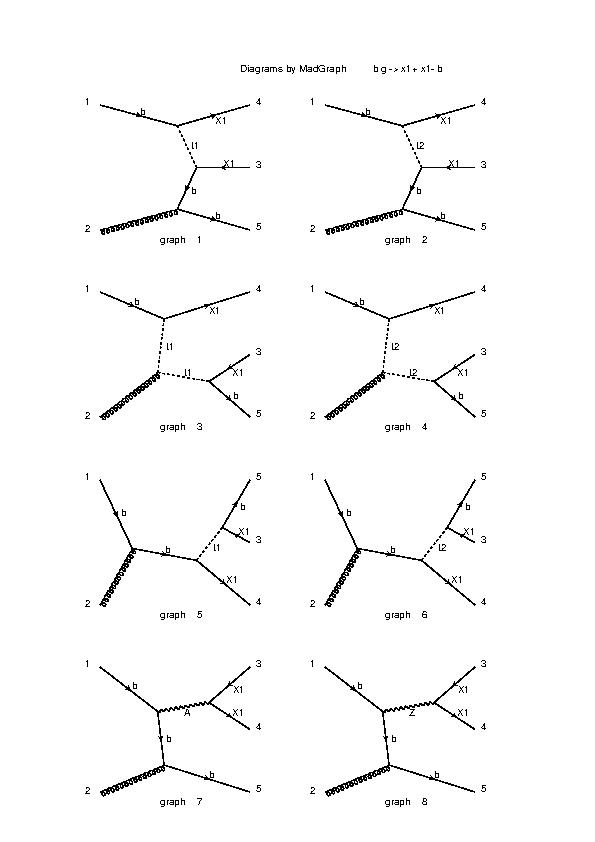 Diagrams by MadGraph b g -> x1+ x1- b
1 b 4 1 b 4
X1 X1
t1 t2
X1 3 X1 3
b b
b b
2 5 2 5
graph 1 graph 2
1 b 4 1 b 4
X1 X1
t1 3 t2 3
t1 X1 t2 X1
b b
2 5 2 5
graph 3 graph 4
1 5 1 5
b b b b
X1 X1
b t1 3 b t2 3
X1 X1
2 4 2 4
graph 5 graph 6
1 3 1 3
b X1 b X1
A X1 Z X1
4 4
b b
b b
2 5 2 5
graph 7 graph 8